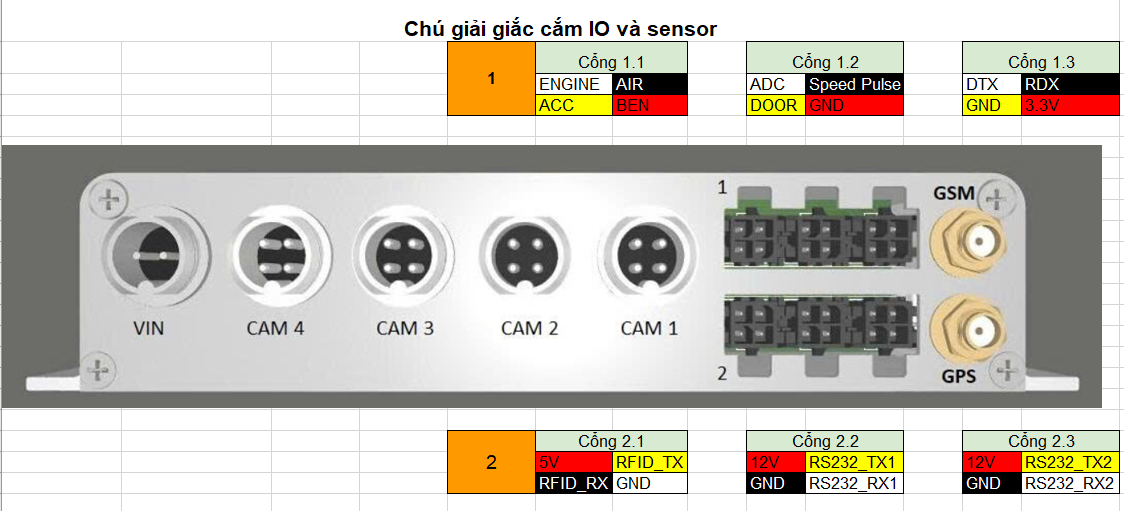 Chú giải giắc cắm IO và sensor
1
Cổng 1.1
ENGINE AIR
ACC BEN
Cổng 1.2
ADC Speed Pulse
DOOR GND
Cổng 1.3
DTX RDX
GND 3.3V
1
GSM
VIN
CAM 4
CAM 3
CAM 2
CAM 1
2
GPS
2
Cổng 2.1
5V RFID_TX
RFID_RX GND
Cổng 2.2
12V RS232_TX1
GND RS232_RX1
Cổng 2.3
12V RS232_TX2
GND RS232_RX2